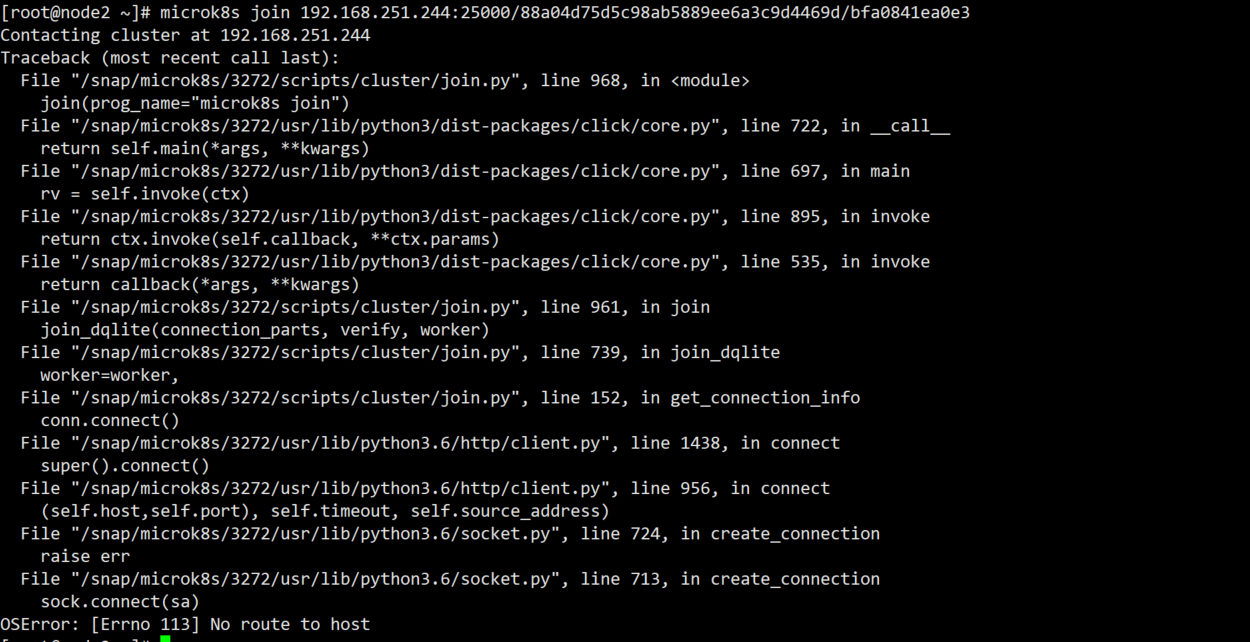 [root@node2 ~]# microk8s join 192.168.251.244:25000/88a04d75d5c98ab5889ee6a3c9d4469d/bfa0841ea0e3
Contacting cluster at 192.168.251.244
Traceback (most recent call last):
  File "/snap/microk8s/3272/scripts/cluster/join.py", line 968, in <module>
    join(prog_name="microk8s join")
  File "/snap/microk8s/3272/usr/lib/python3/dist-packages/click/core.py", line 722, in __call__
    return self.main(*args, **kwargs)
  File "/snap/microk8s/3272/usr/lib/python3/dist-packages/click/core.py", line 697, in main
    rv = self.invoke(ctx)
  File "/snap/microk8s/3272/usr/lib/python3/dist-packages/click/core.py", line 895, in invoke
    return ctx.invoke(self.callback, **ctx.params)
  File "/snap/microk8s/3272/usr/lib/python3/dist-packages/click/core.py", line 535, in invoke
    return callback(*args, **kwargs)
  File "/snap/microk8s/3272/scripts/cluster/join.py", line 961, in join
    join_dqlite(connection_parts, verify, worker)
  File "/snap/microk8s/3272/scripts/cluster/join.py", line 739, in join_dqlite
    worker=worker,
  File "/snap/microk8s/3272/scripts/cluster/join.py", line 152, in get_connection_info
    conn.connect()
  File "/snap/microk8s/3272/usr/lib/python3.6/http/client.py", line 1438, in connect
    super().connect()
  File "/snap/microk8s/3272/usr/lib/python3.6/http/client.py", line 956, in connect
    (self.host,self.port), self.timeout, self.source_address)
  File "/snap/microk8s/3272/usr/lib/python3.6/socket.py", line 724, in create_connection
    raise err
  File "/snap/microk8s/3272/usr/lib/python3.6/socket.py", line 713, in create_connection
    sock.connect(sa)
OSError: [Errno 113] No route to host